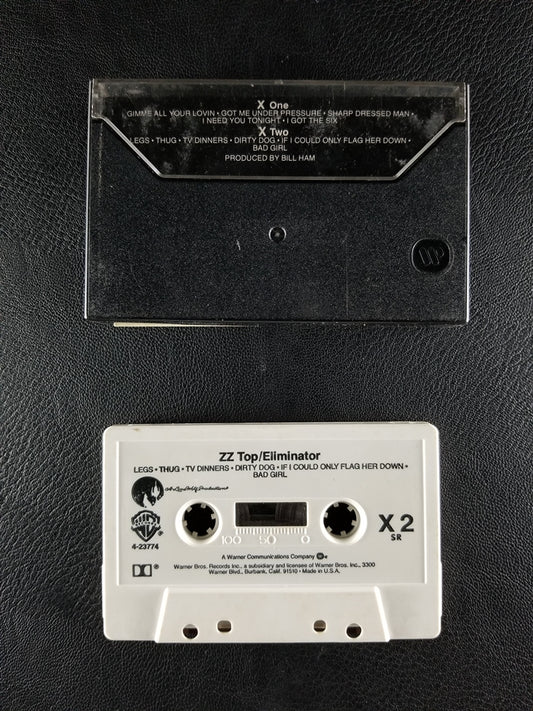 X One
GIMME ALL YOUR LOVIN • GOT ME UNDER PRESSURE • SHARP DRESSED MAN •
I NEED YOU TONIGHT • I GOT THE SIX
X Two
LEGS • THUG • TV DINNERS • DIRTY DOG • IF I COULD ONLY FLAG HER DOWN •
BAD GIRL
PRODUCED BY BILL HAM
ZZ Top/Eliminator
LEGS • THUG • TV DINNERS • DIRTY DOG • IF I COULD ONLY FLAG HER DOWN •
BAD GIRL
4-23774
100 50 0
X 2
SR
A Warner Communications Company
Warner Bros. Records Inc., a subsidiary and licensee of Warner Bros. Inc., 3300
Warner Blvd., Burbank, Calif. 91510 • Made in U.S.A.